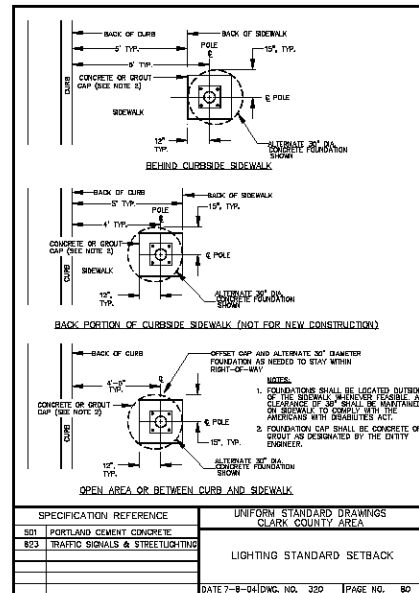 BACK OF CURB
BACK OF SIDEWALK
5' TYP.
POLE
15", TYP.
6' TYP.
℄
CONCRETE OR GROUT
CAP (SEE NOTE 2)
℄ POLE
CURB
SIDEWALK
12"
TYP.
ALTERNATE 30" DIA.
CONCRETE FOUNDATION
SHOWN
BEHIND CURBSIDE SIDEWALK
BACK OF CURB
BACK OF SIDEWALK
5' TYP.
15", TYP.
4' TYP.
POLE
℄
CONCRETE OR GROUT
CAP (SEE NOTE 2)
℄ POLE
CURB
SIDEWALK
12",
TYP.
ALTERNATE 30" DIA.
CONCRETE FOUNDATION
SHOWN
BACK PORTION OF CURBSIDE SIDEWALK (NOT FOR NEW CONSTRUCTION)
BACK OF CURB
OFFSET CAP AND ALTERNATE 30" DIAMETER
FOUNDATION AS NEEDED TO STAY WITHIN
RIGHT-OF-WAY
POLE
℄
CONCRETE OR GROUT
CAP (SEE NOTE 2)
℄ POLE
CURB
15", TYP.
12"
TYP.
ALTERNATE 30" DIA.
CONCRETE FOUNDATION
SHOWN
OPEN AREA OR BETWEEN CURB AND SIDEWALK
NOTES:
1. FOUNDATIONS SHALL BE LOCATED OUTSIDE
OF THE SIDEWALK WHENEVER FEASIBLE. A
CLEARANCE OF SHALL BE MAINTAINED
ON SIDEWALK TO COMPLY WITH THE
AMERICANS WITH DISABILITIES ACT.
2. FOUNDATION CAP SHALL BE CONCRETE OR
GROUT AS DESIGNATED BY THE ENTITY
ENGINEER.
SPECIFICATION REFERENCE
501 PORTLAND CEMENT CONCRETE
623 TRAFFIC SIGNALS & STREETLIGHTING
UNIFORM STANDARD DRAWINGS
CLARK COUNTY AREA
LIGHTING STANDARD SETBACK
DATE 7-8-04 DWG. NO. 320 PAGE NO. 80